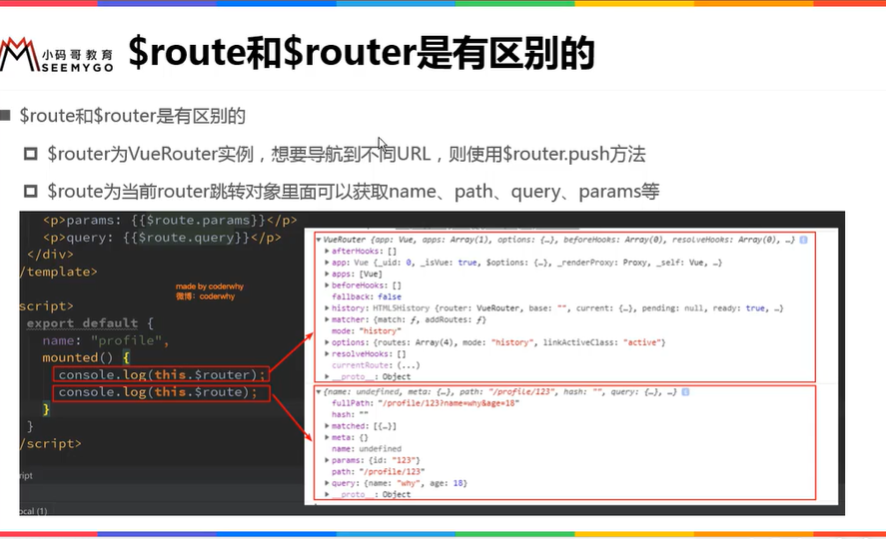 小码哥教育
SEEMYGO
$route和$router是有区别的
$route和$router是有区别的
$router为VueRouter实例，想要导航到不同URL，则使用$router.push方法
$route为当前router跳转对象里面可以获取name、path、query、params等
<p>params: {{$route.params}}</p>
<p>query: {{$route.query}}</p>
</div>
/template>
made by coderwhy
微博：coderwhy
script>
export default {
name: "profile",
mounted() {
console.log(this.$router);
console.log(this.$route);
}
}
/script>
ript
ocal (1)
VueRouter {app: Vue, apps: Array(1), options: {…}, beforeHooks: Array(0), resolveHooks: Array(0), …}
afterHooks: []
app: Vue {_uid: 0, _isVue: true, $options: {…}, _renderProxy: Proxy, _self: Vue, …}
apps: [Vue]
beforeHooks: []
fallback: false
history: HTML5History {router: VueRouter, base: "", current: {…}, pending: null, ready: true, …}
matcher: {match: ƒ, addRoutes: ƒ}
mode: "history"
options: {routes: Array(4), mode: "history", linkActiveClass: "active"}
resolveHooks: []
currentRoute: (...)
__proto__: Object
{name: undefined, meta: {…}, path: "/profile/123", hash: "", query: {…}, …}
fullPath: "/profile/123?name=why&age=18"
hash: ""
matched: [{…}]
meta: {}
name: undefined
params: {id: "123"}
path: "/profile/123"
query: {name: "why", age: 18}
__proto__: Object